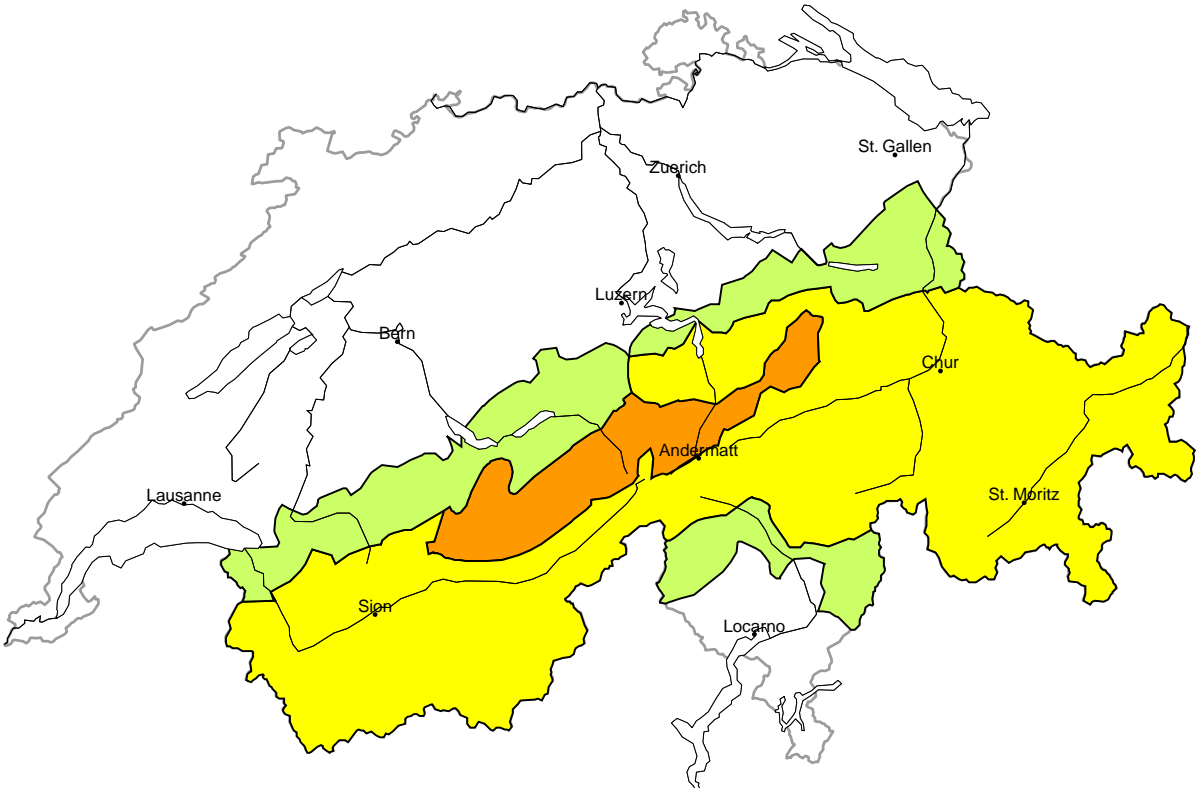 St. Gallen
Zuerich
Luzern
Bern
Chur
Andermatt
Lausanne
St. Moritz
Sion
Locarno